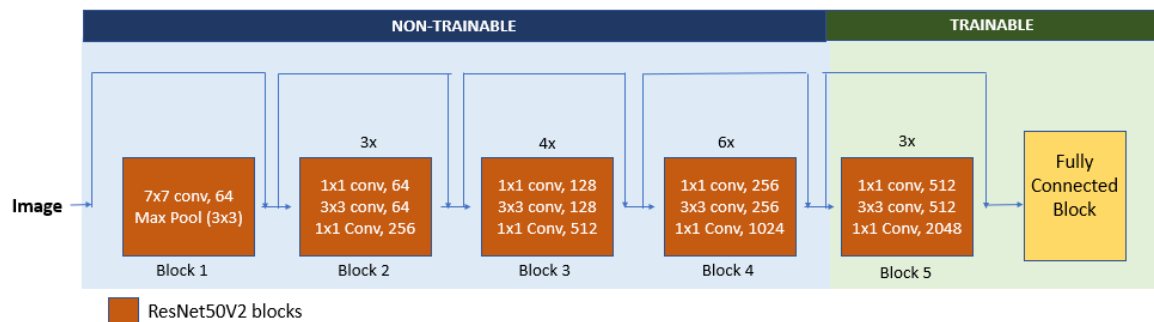 NON-TRAINABLE
TRAINABLE
3x
4x
6x
3x
Image
7x7 conv, 64
Max Pool (3x3)
1x1 conv, 64
3x3 conv, 64
1x1 Conv, 256
1x1 conv, 128
3x3 conv, 128
1x1 Conv, 512
1x1 conv, 256
3x3 conv, 256
1x1 Conv, 1024
1x1 conv, 512
3x3 conv, 512
1x1 Conv, 2048
Fully
Connected
Block
Block 1
Block 2
Block 3
Block 4
Block 5
ResNet50V2 blocks